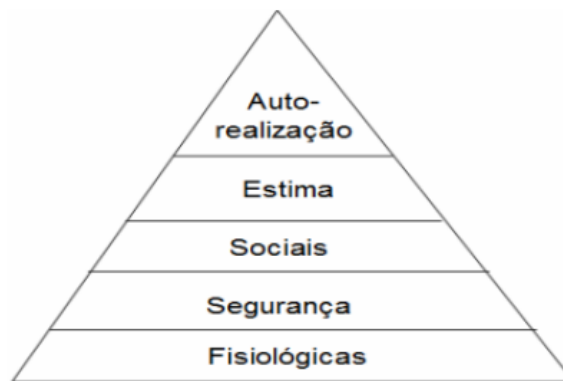 Auto-
realização
Estima
Sociais
Segurança
Fisiológicas